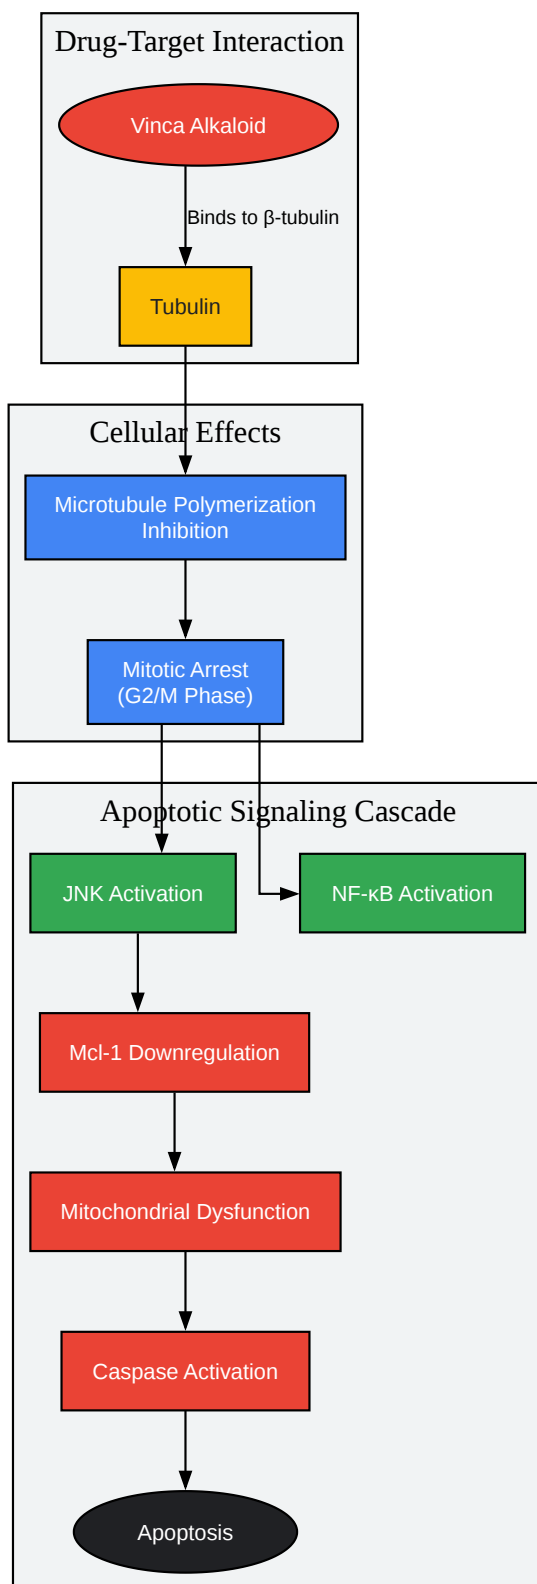 Drug-Target Interaction
Vinca Alkaloid
Binds to β-tubulin
Tubulin
Cellular Effects
Microtubule Polymerization
Inhibition
Mitotic Arrest
(G2/M Phase)
Apoptotic Signaling Cascade
JNK Activation
NF-κB Activation
Mcl-1 Downregulation
Mitochondrial Dysfunction
Caspase Activation
Apoptosis